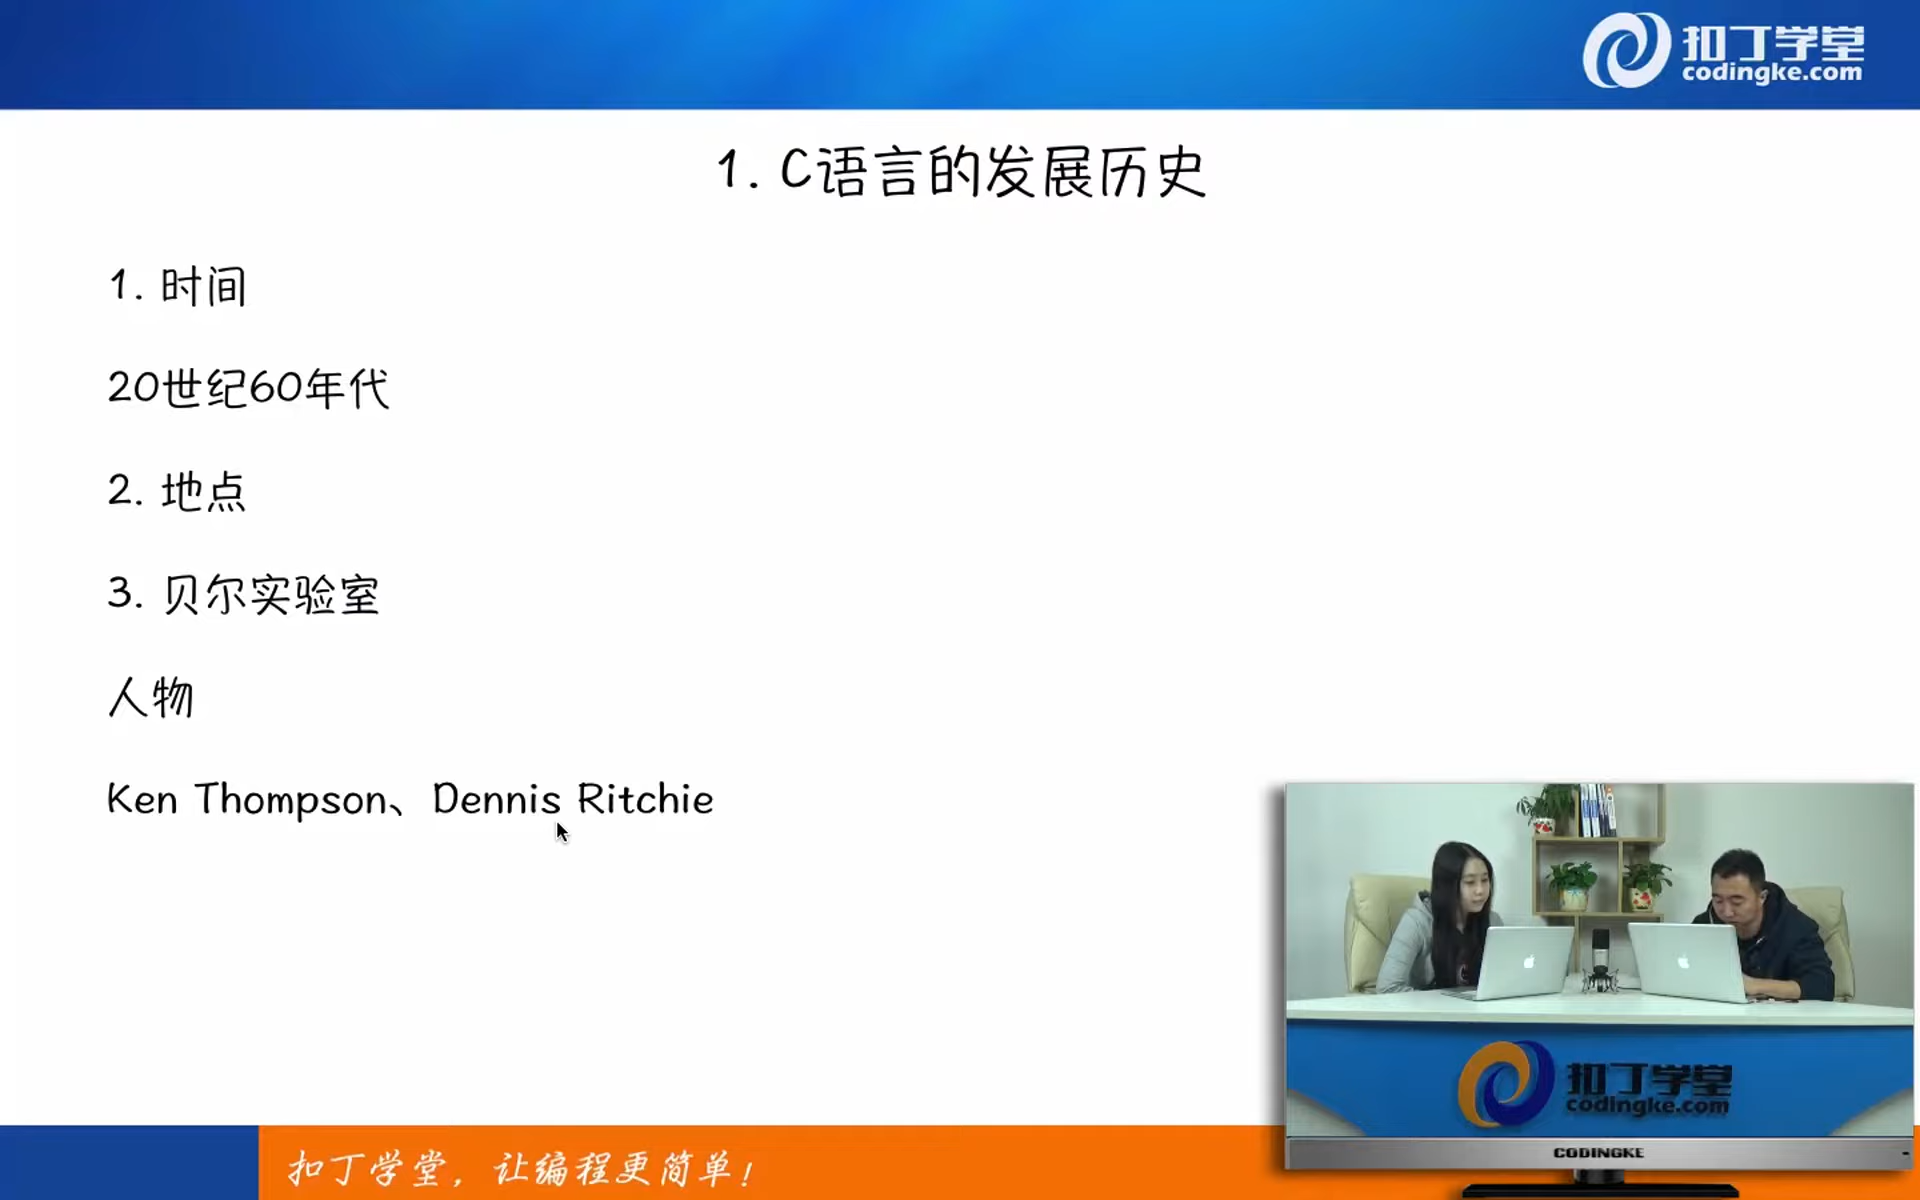 扣丁学堂
codingke.com
1. C语言的发展历史
1. 时间
20世纪60年代
2. 地点
3. 贝尔实验室
人物
Ken Thompson、Dennis Ritchie
扣丁学堂
codingke.com
CODINGKE
扣丁学堂，让编程更简单！